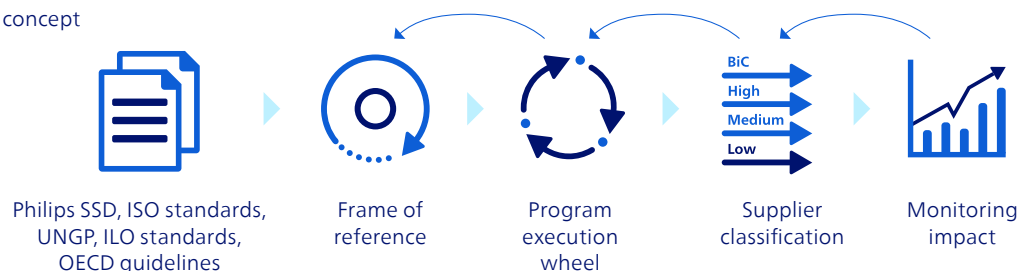 concept
BiC
High
Medium
Low
Philips SSD, ISO standards,
UNGP, ILO standards,
OECD guidelines
Frame of
reference
Program
execution
wheel
Supplier
classification
Monitoring
impact